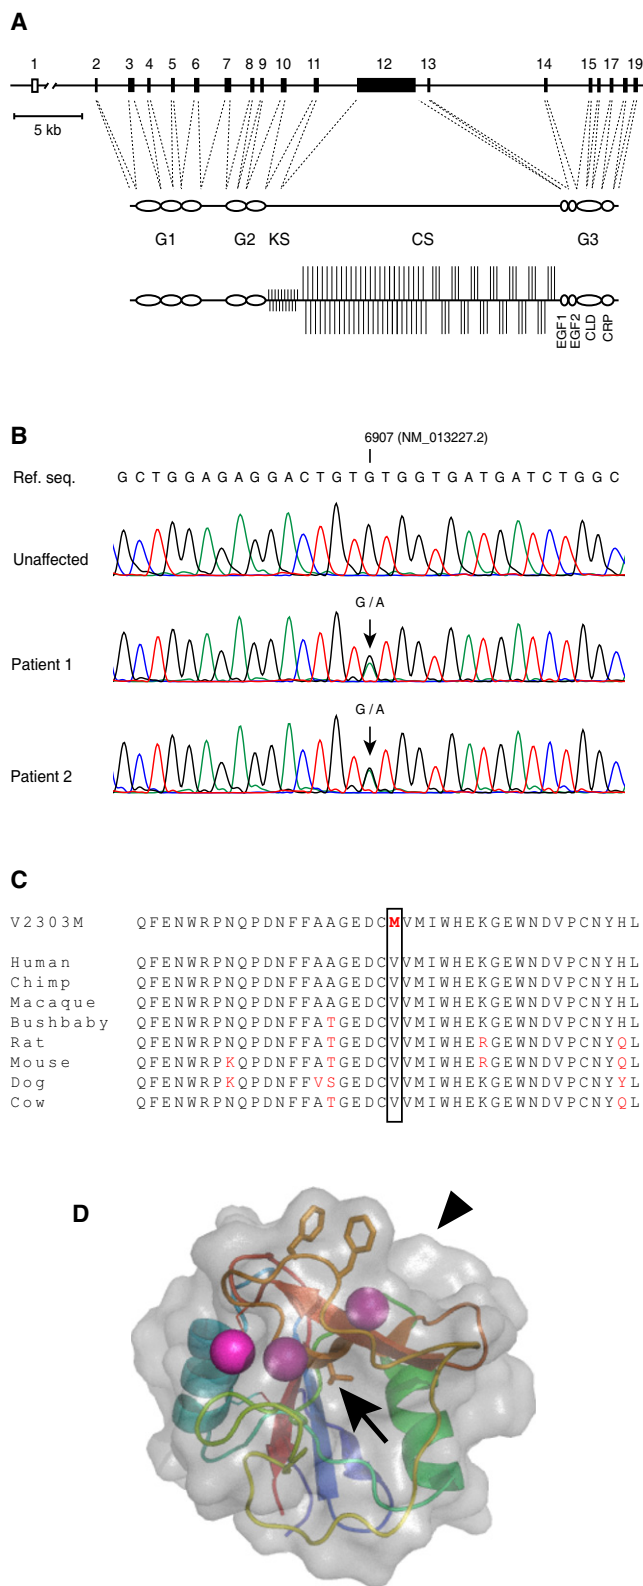 A
1 2 3 4 5 6 7 8 9 10 11 12 13 14 15 17 19
5 kb
G1 G2 KS CS G3
EGF1 EGF2 CLD CRP
B
6907 (NM_013227.2)
Ref. seq. G C T G G A G A G G A C T G T G T G G T G A T G A T C T G G C
Unaffected
G / A
Patient 1
G / A
Patient 2
C
V2303M QFENWRPNQPDNFFAAGEDCMVMIWHEKGEWNDVPCNYHL
Human QFENWRPNQPDNFFAAGEDCVVMIWHEKGEWNDVPCNYHL
Chimp QFENWRPNQPDNFFAAGEDCVVMIWHEKGEWNDVPCNYHL
Macaque QFENWRPNQPDNFFAAGEDCVVMIWHEKGEWNDVPCNYHL
Bushbaby QFENWRPNQPDNFFATGEDCVVMIWHEKGEWNDVPCNYHL
Rat QFENWRPNQPDNFFATGEDCVVMIWHERGEWNDVPCNYQL
Mouse QFENWRPKQPDNFFATGEDCVVMIWHERGEWNDVPCNYQL
Dog QFENWRPKQPDNFFVSGEDCVVMIWHEKGEWNDVPCNYYL
Cow QFENWRPNQPDNFFATGEDCVVMIWHEKGEWNDVPCNYQL
D